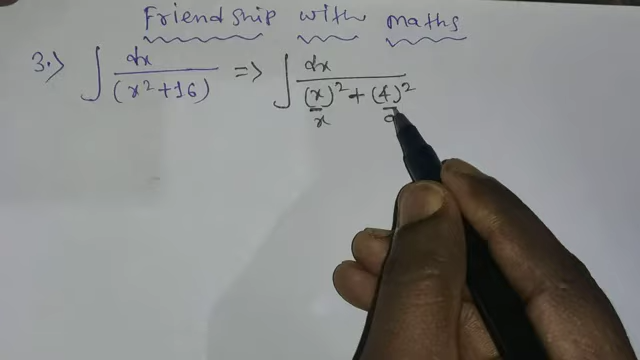 Friendship with maths
3.) ∫ dx/(x²+16) => ∫ dx/((x)²+(4)²)
x a